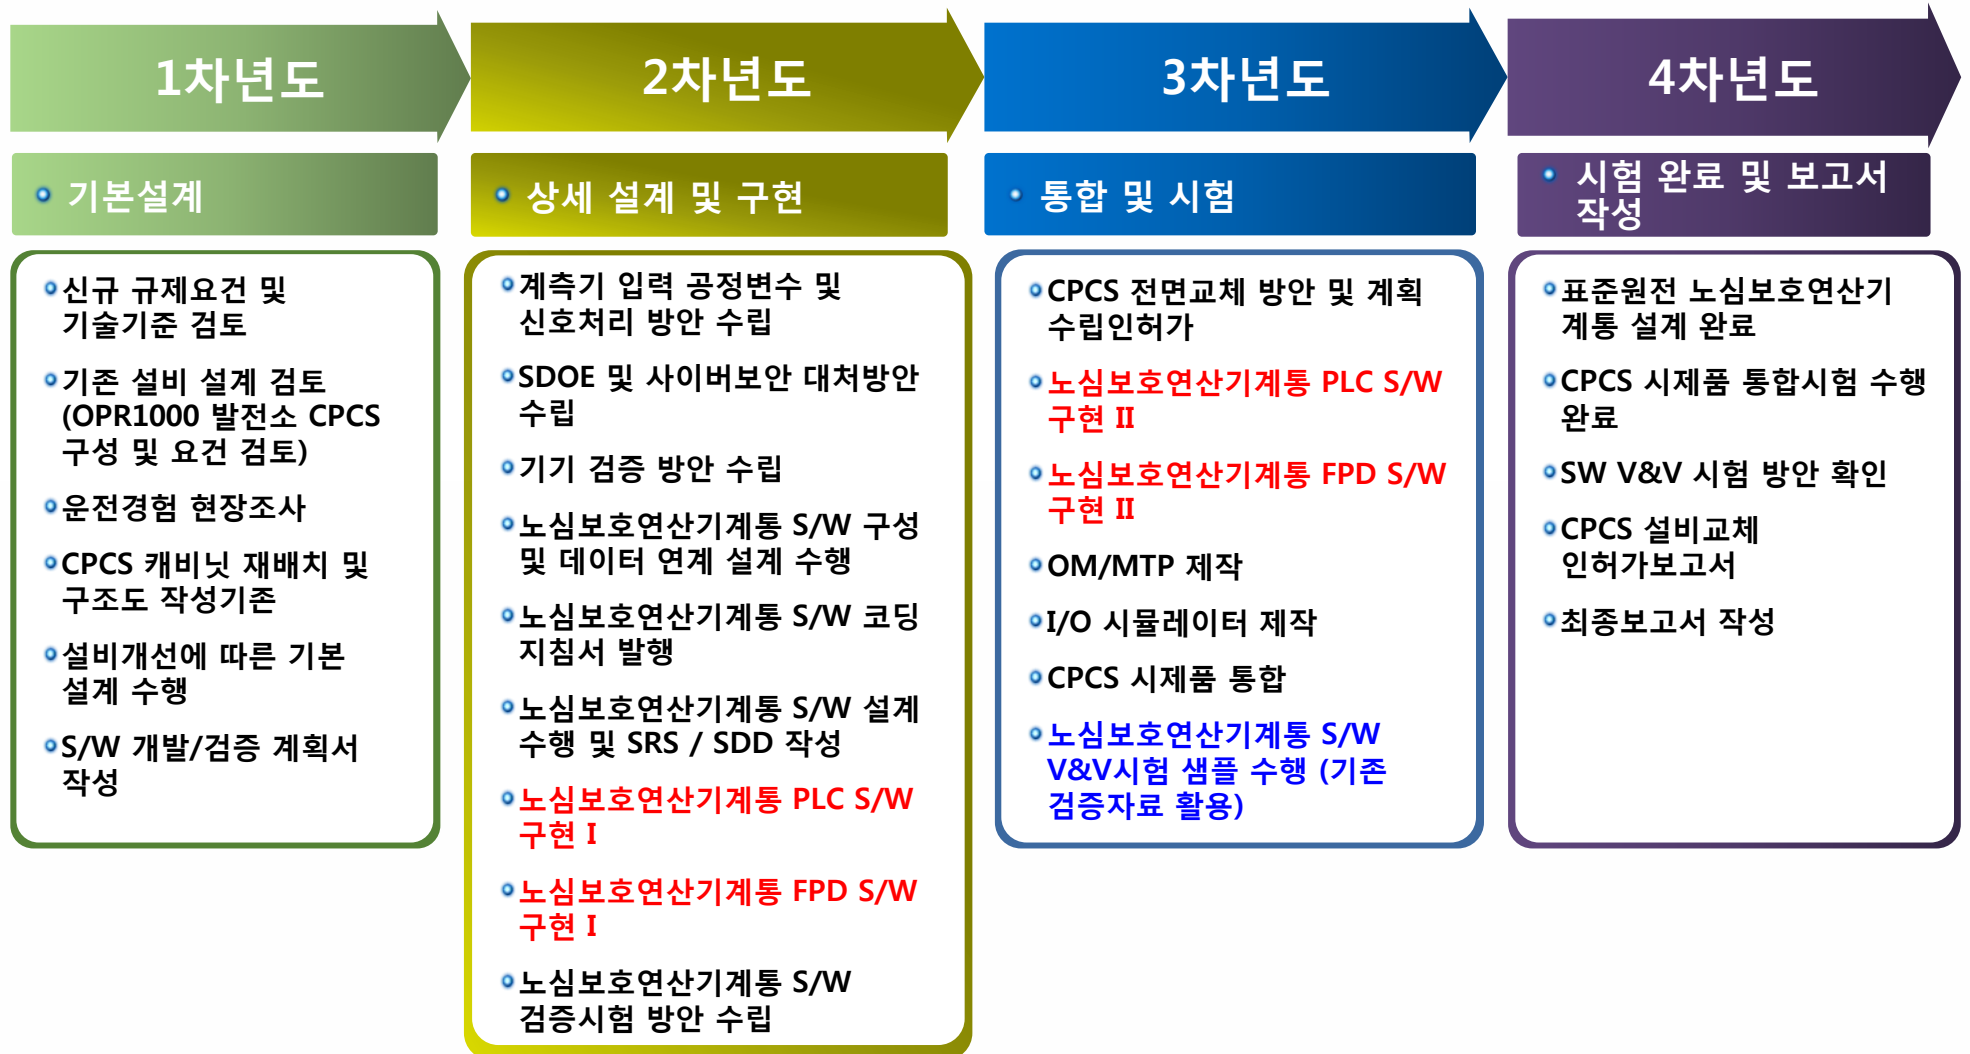 1차년도
2차년도
3차년도
4차년도
기본설계
신규 규제요건 및
기술기준 검토
기존 설비 설계 검토
(OPR1000 발전소 CPCS
구성 및 요건 검토)
운전경험 현장조사
CPCS 캐비닛 재배치 및
구조도 작성기존
설비개선에 따른 기본
설계 수행
S/W 개발/검증 계획서
작성
상세 설계 및 구현
계측기 입력 공정변수 및
신호처리 방안 수립
SDOE 및 사이버보안 대처방안
수립
기기 검증 방안 수립
노심보호연산기계통 S/W 구성
및 데이터 연계 설계 수행
노심보호연산기계통 S/W 코딩
지침서 발행
노심보호연산기계통 S/W 설계
수행 및 SRS / SDD 작성
노심보호연산기계통 PLC S/W
구현 I
노심보호연산기계통 FPD S/W
구현 I
노심보호연산기계통 S/W
검증시험 방안 수립
통합 및 시험
CPCS 전면교체 방안 및 계획
수립인허가
노심보호연산기계통 PLC S/W
구현 II
노심보호연산기계통 FPD S/W
구현 II
OM/MTP 제작
I/O 시뮬레이터 제작
CPCS 시제품 통합
노심보호연산기계통 S/W
V&V시험 샘플 수행 (기존
검증자료 활용)
시험 완료 및 보고서
작성
표준원전 노심보호연산기
계통 설계 완료
CPCS 시제품 통합시험 수행
완료
SW V&V 시험 방안 확인
CPCS 설비교체
인허가보고서
최종보고서 작성